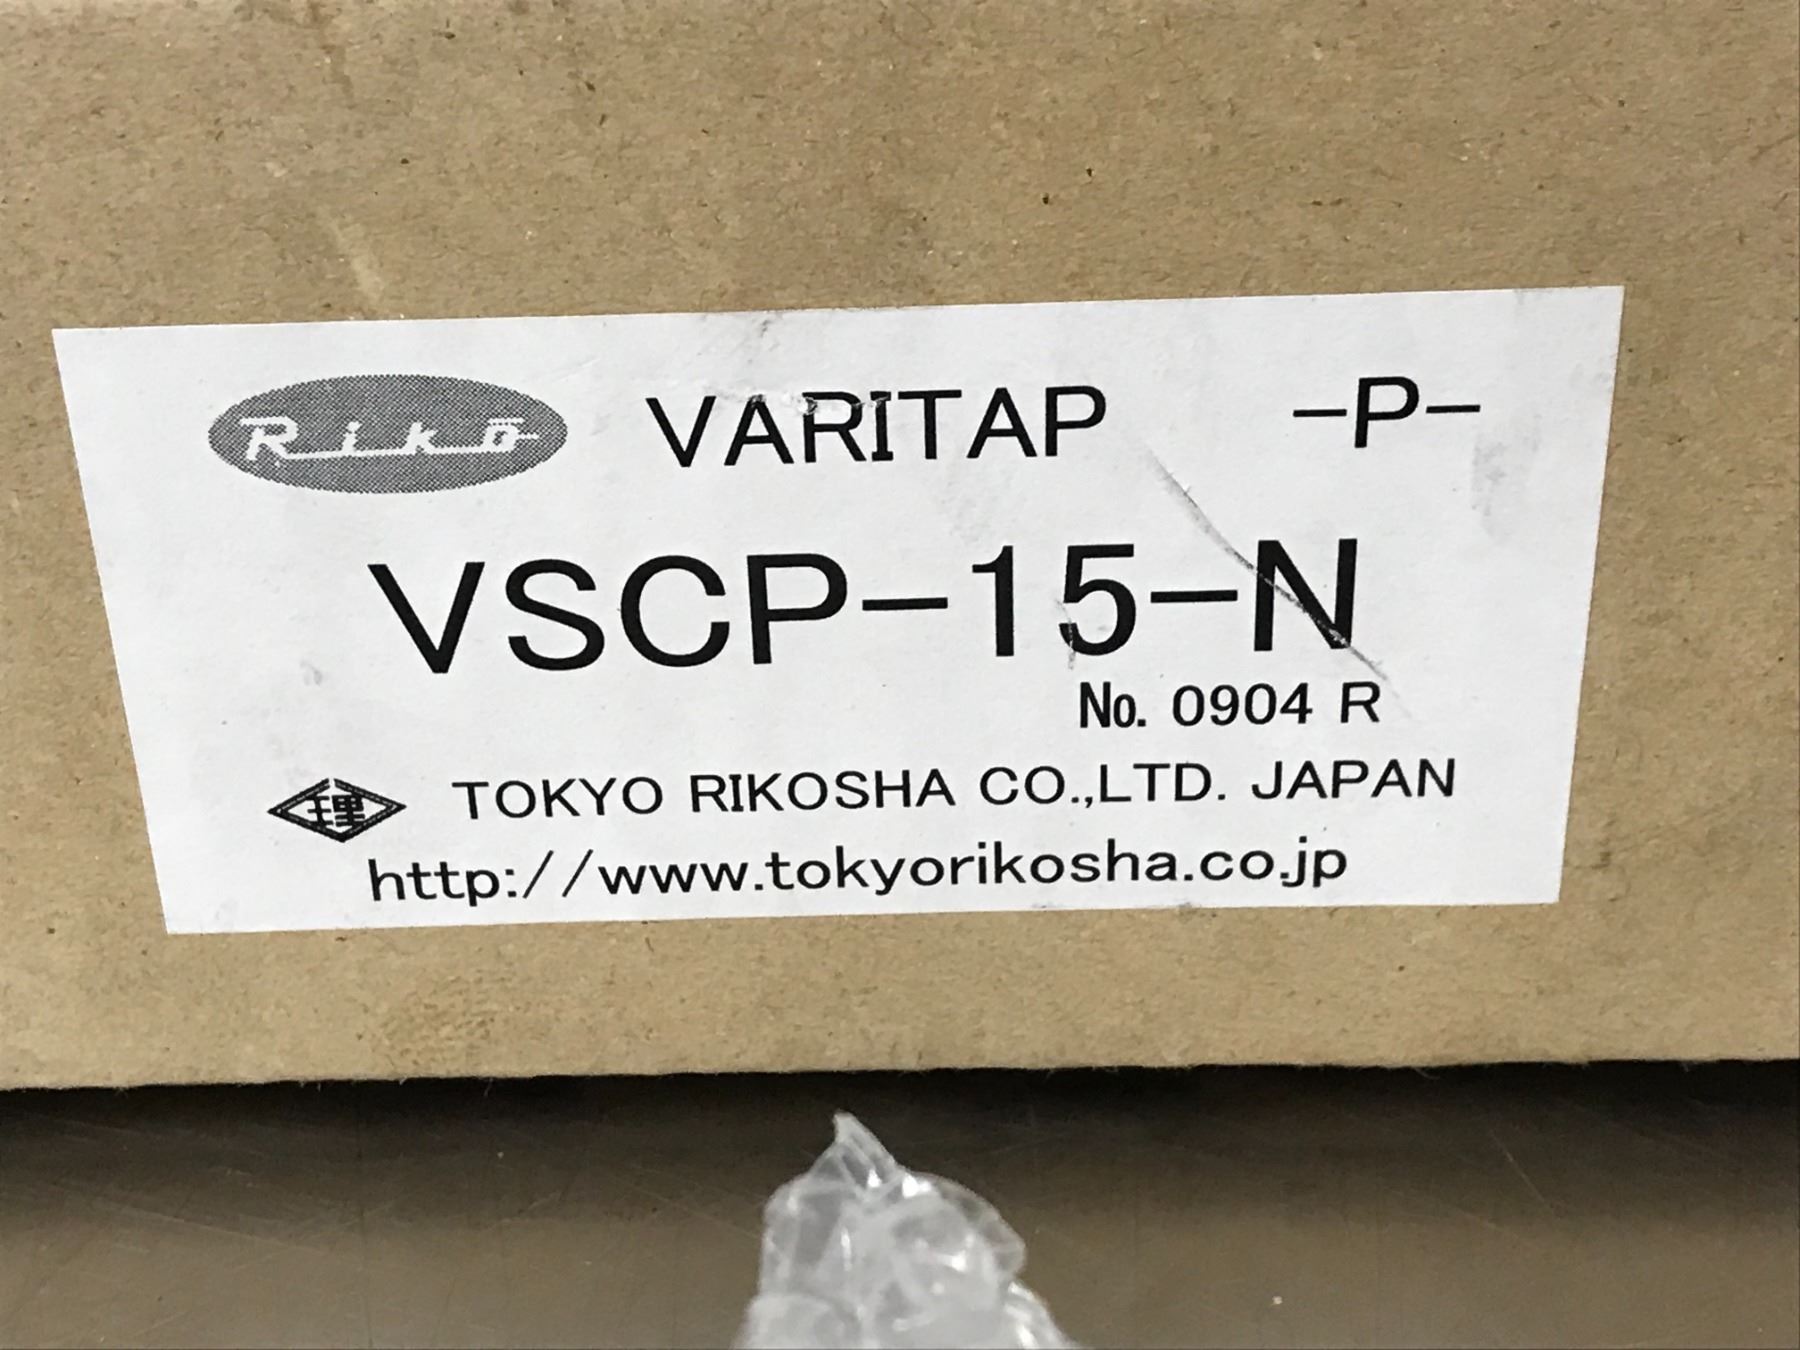 Rikō VARITAP -P-
VSCP-15-N
No. 0904 R
理 TOKYO RIKOSHA CO.,LTD. JAPAN
http://www.tokyorikosha.co.jp